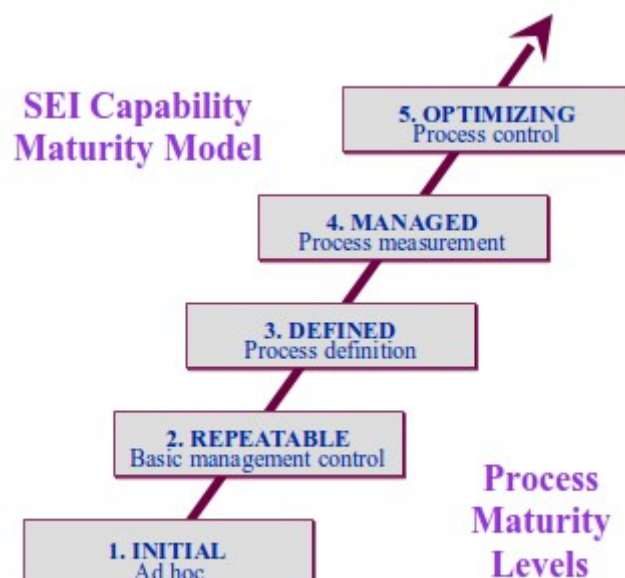 SEI Capability
Maturity Model
5. OPTIMIZING
Process control
4. MANAGED
Process measurement
3. DEFINED
Process definition
2. REPEATABLE
Basic management control
1. INITIAL
Ad hoc
Process
Maturity
Levels